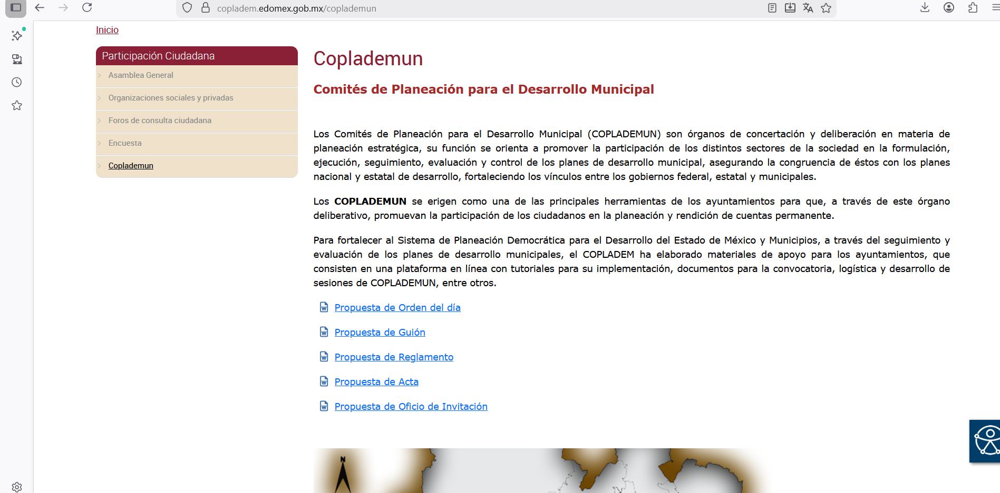 copladem.edomex.gob.mx/coplademun
Inicio
Participación Ciudadana
Asamblea General
Organizaciones sociales y privadas
Foros de consulta ciudadana
Encuesta
Coplademun
Coplademun
Comités de Planeación para el Desarrollo Municipal
Los Comités de Planeación para el Desarrollo Municipal (COPLADEMUN) son órganos de concertación y deliberación en materia de
planeación estratégica, su función se orienta a promover la participación de los distintos sectores de la sociedad en la formulación,
ejecución, seguimiento, evaluación y control de los planes de desarrollo municipal, asegurando la congruencia de éstos con los planes
nacional y estatal de desarrollo, fortaleciendo los vínculos entre los gobiernos federal, estatal y municipales.
Los COPLADEMUN se erigen como una de las principales herramientas de los ayuntamientos para que, a través de este órgano
deliberativo, promuevan la participación de los ciudadanos en la planeación y rendición de cuentas permanente.
Para fortalecer al Sistema de Planeación Democrática para el Desarrollo del Estado de México y Municipios, a través del seguimiento y
evaluación de los planes de desarrollo municipales, el COPLADEM ha elaborado materiales de apoyo para los ayuntamientos, que
consisten en una plataforma en línea con tutoriales para su implementación, documentos para la convocatoria, logística y desarrollo de
sesiones de COPLADEMUN, entre otros.
Propuesta de Orden del día
Propuesta de Guión
Propuesta de Reglamento
Propuesta de Acta
Propuesta de Oficio de Invitación
N